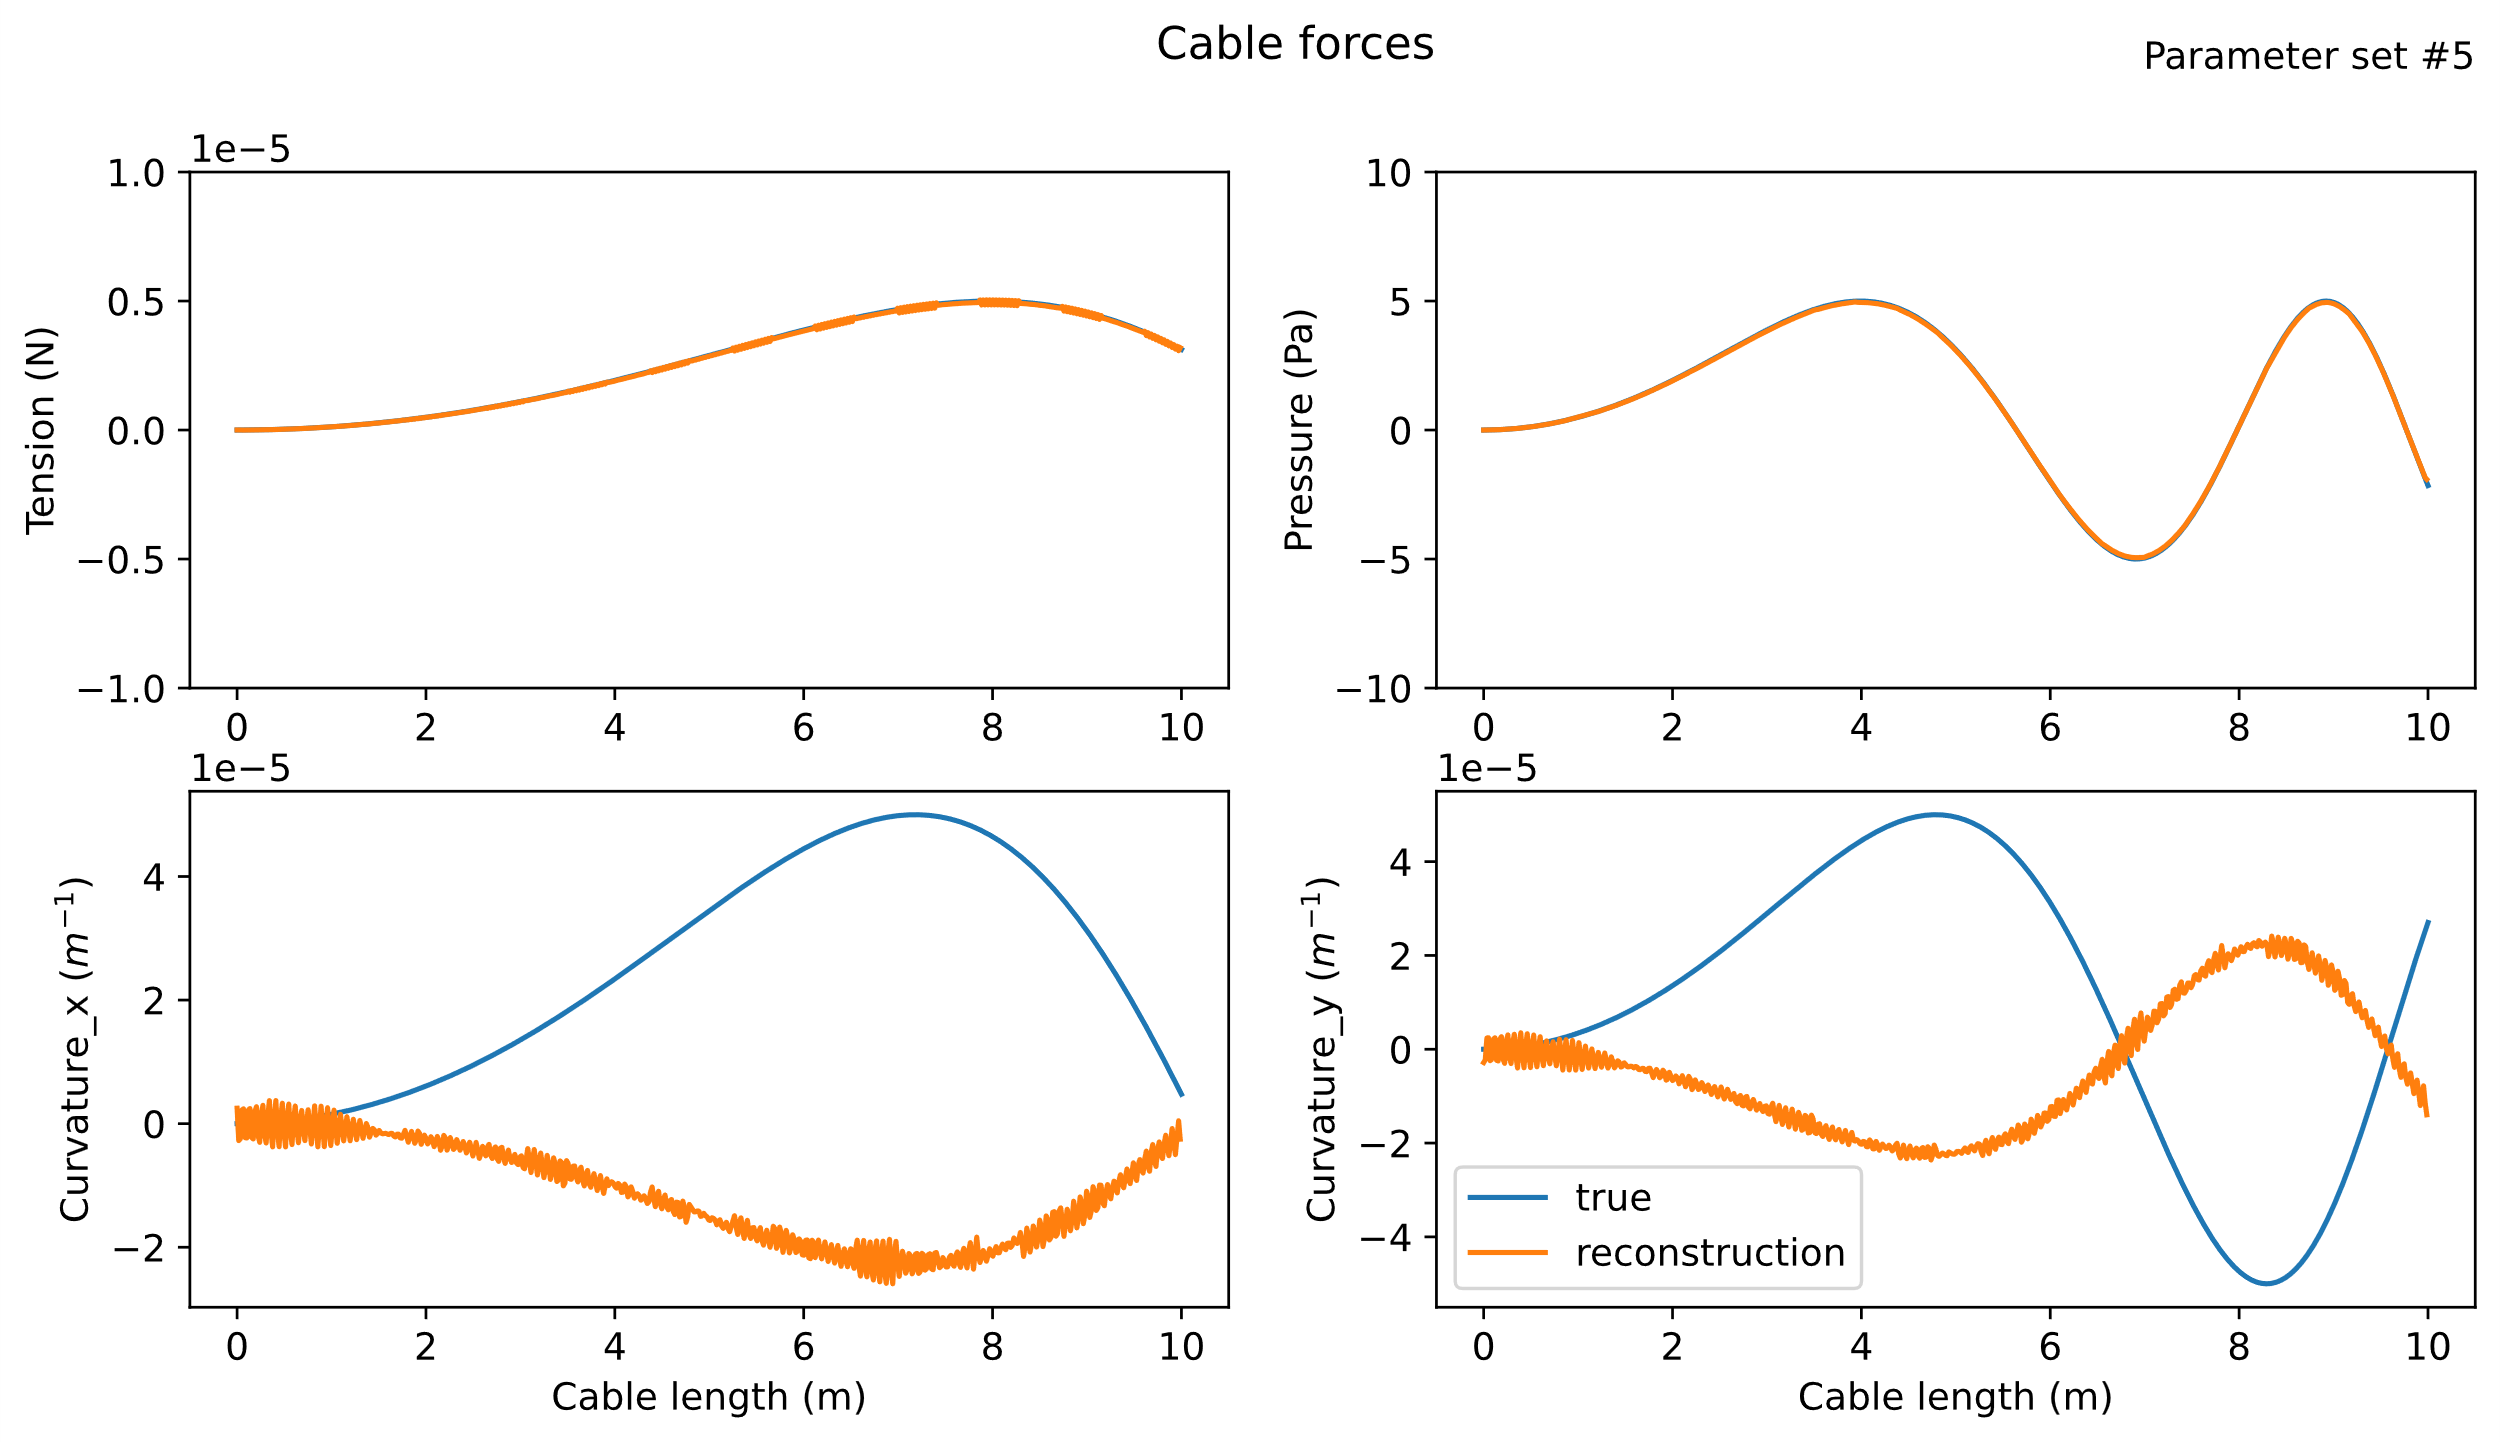 Cable forces
Parameter set #5
1e−5
1.0
0.5
0.0
−0.5
−1.0
Tension (N)
0 2 4 6 8 10
10
5
0
−5
−10
Pressure (Pa)
0 2 4 6 8 10
1e−5
4
2
0
−2
Curvature_x (m⁻¹)
0 2 4 6 8 10
Cable length (m)
1e−5
4
2
0
−2
−4
Curvature_y (m⁻¹)
true
reconstruction
0 2 4 6 8 10
Cable length (m)